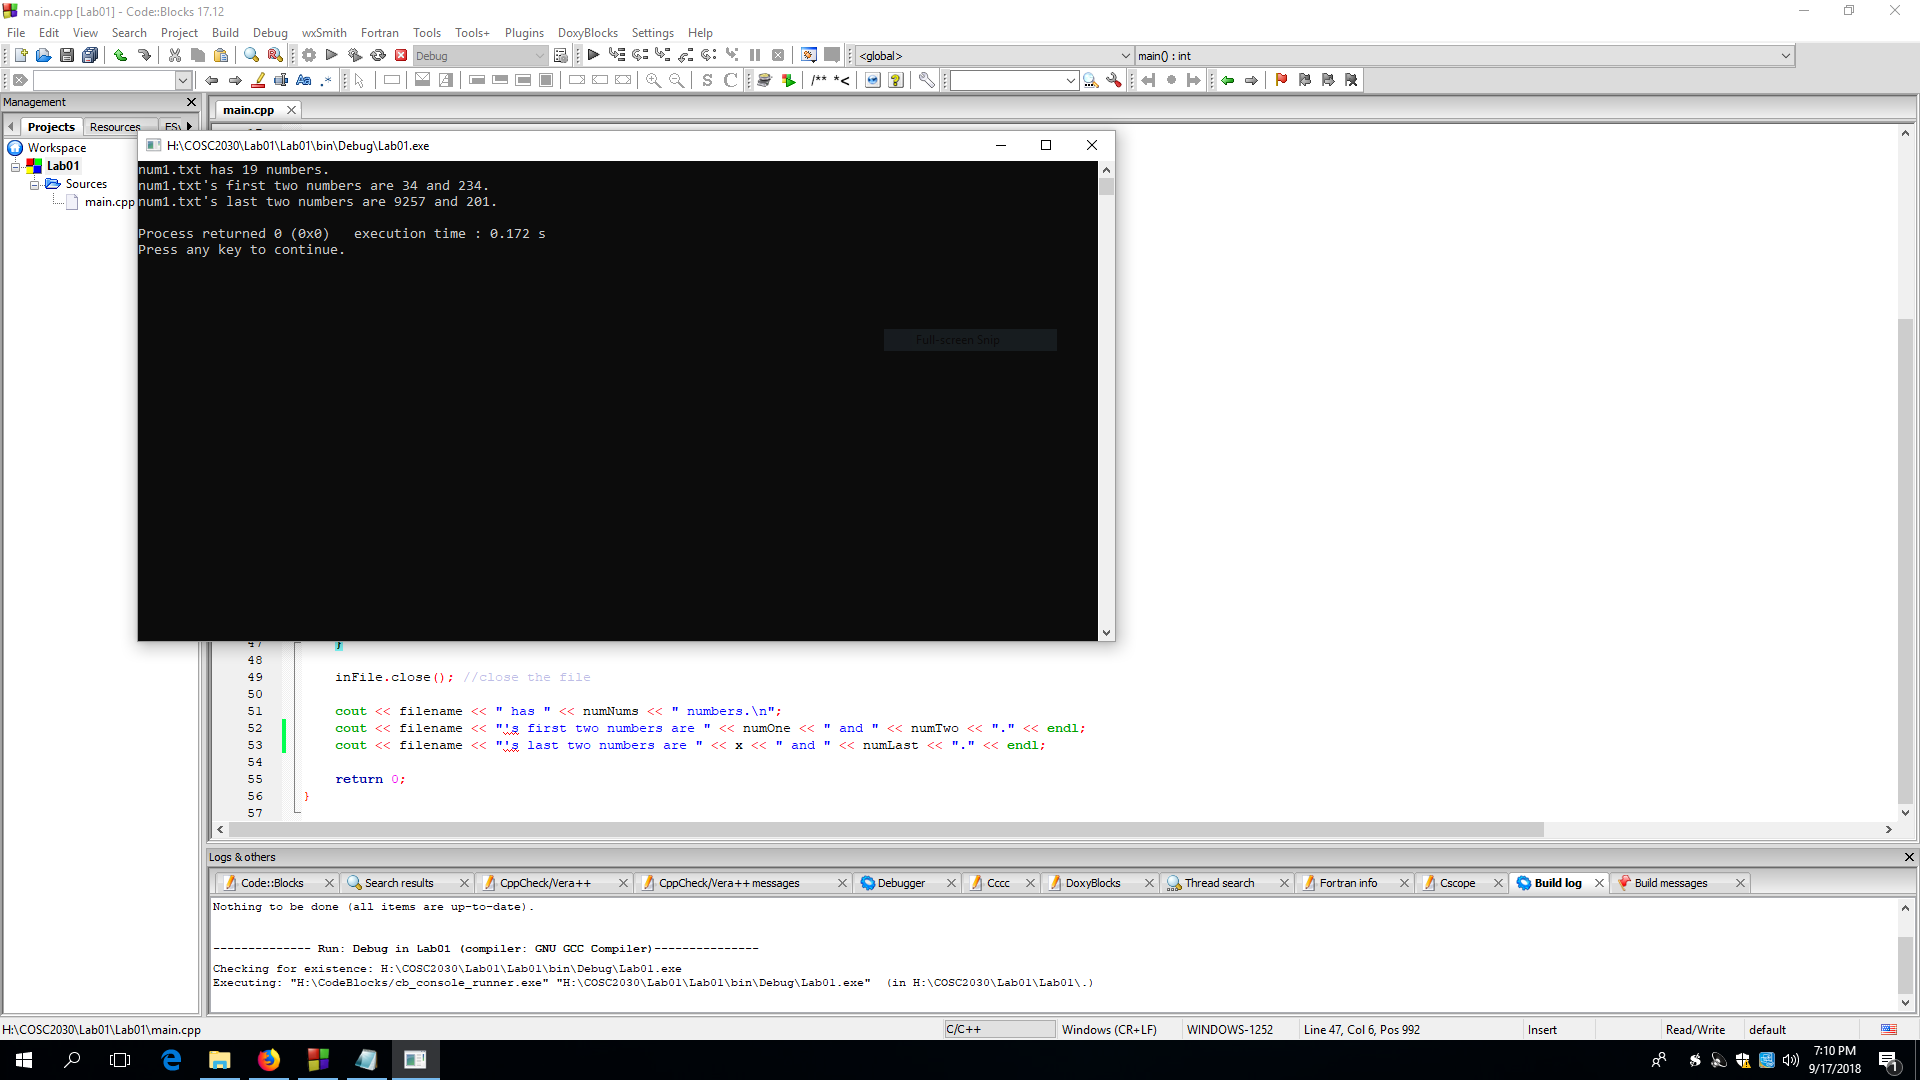 main.cpp [Lab01] - Code::Blocks 17.12
File Edit View Search Project Build Debug wxSmith Fortran Tools Tools+ Plugins DoxyBlocks Settings Help
Debug
<global>
main() : int
/** *<
Management
Projects Resources
main.cpp
Workspace
Lab01
Sources
main.cpp
H:\COSC2030\Lab01\Lab01\bin\Debug\Lab01.exe
num1.txt has 19 numbers.
num1.txt's first two numbers are 34 and 234.
num1.txt's last two numbers are 9257 and 201.
Process returned 0 (0x0)   execution time : 0.172 s
Press any key to continue.
Full-screen Snip
47 }
48
49 inFile.close(); //close the file
50
51 cout << filename << " has " << numNums << " numbers.\n";
52 cout << filename << "'s first two numbers are " << numOne << " and " << numTwo << "." << endl;
53 cout << filename << "'s last two numbers are " << x << " and " << numLast << "." << endl;
54
55 return 0;
56 }
57
Logs & others
Code::Blocks Search results CppCheck/Vera++ CppCheck/Vera++ messages Debugger Cccc DoxyBlocks Thread search Fortran info Cscope Build log Build messages
Nothing to be done (all items are up-to-date).
-------------- Run: Debug in Lab01 (compiler: GNU GCC Compiler)---------------
Checking for existence: H:\COSC2030\Lab01\Lab01\bin\Debug\Lab01.exe
Executing: "H:\CodeBlocks/cb_console_runner.exe" "H:\COSC2030\Lab01\Lab01\bin\Debug\Lab01.exe"  (in H:\COSC2030\Lab01\Lab01\.)
H:\COSC2030\Lab01\Lab01\main.cpp C/C++ Windows (CR+LF) WINDOWS-1252 Line 47, Col 6, Pos 992 Insert Read/Write default
7:10 PM
9/17/2018
1